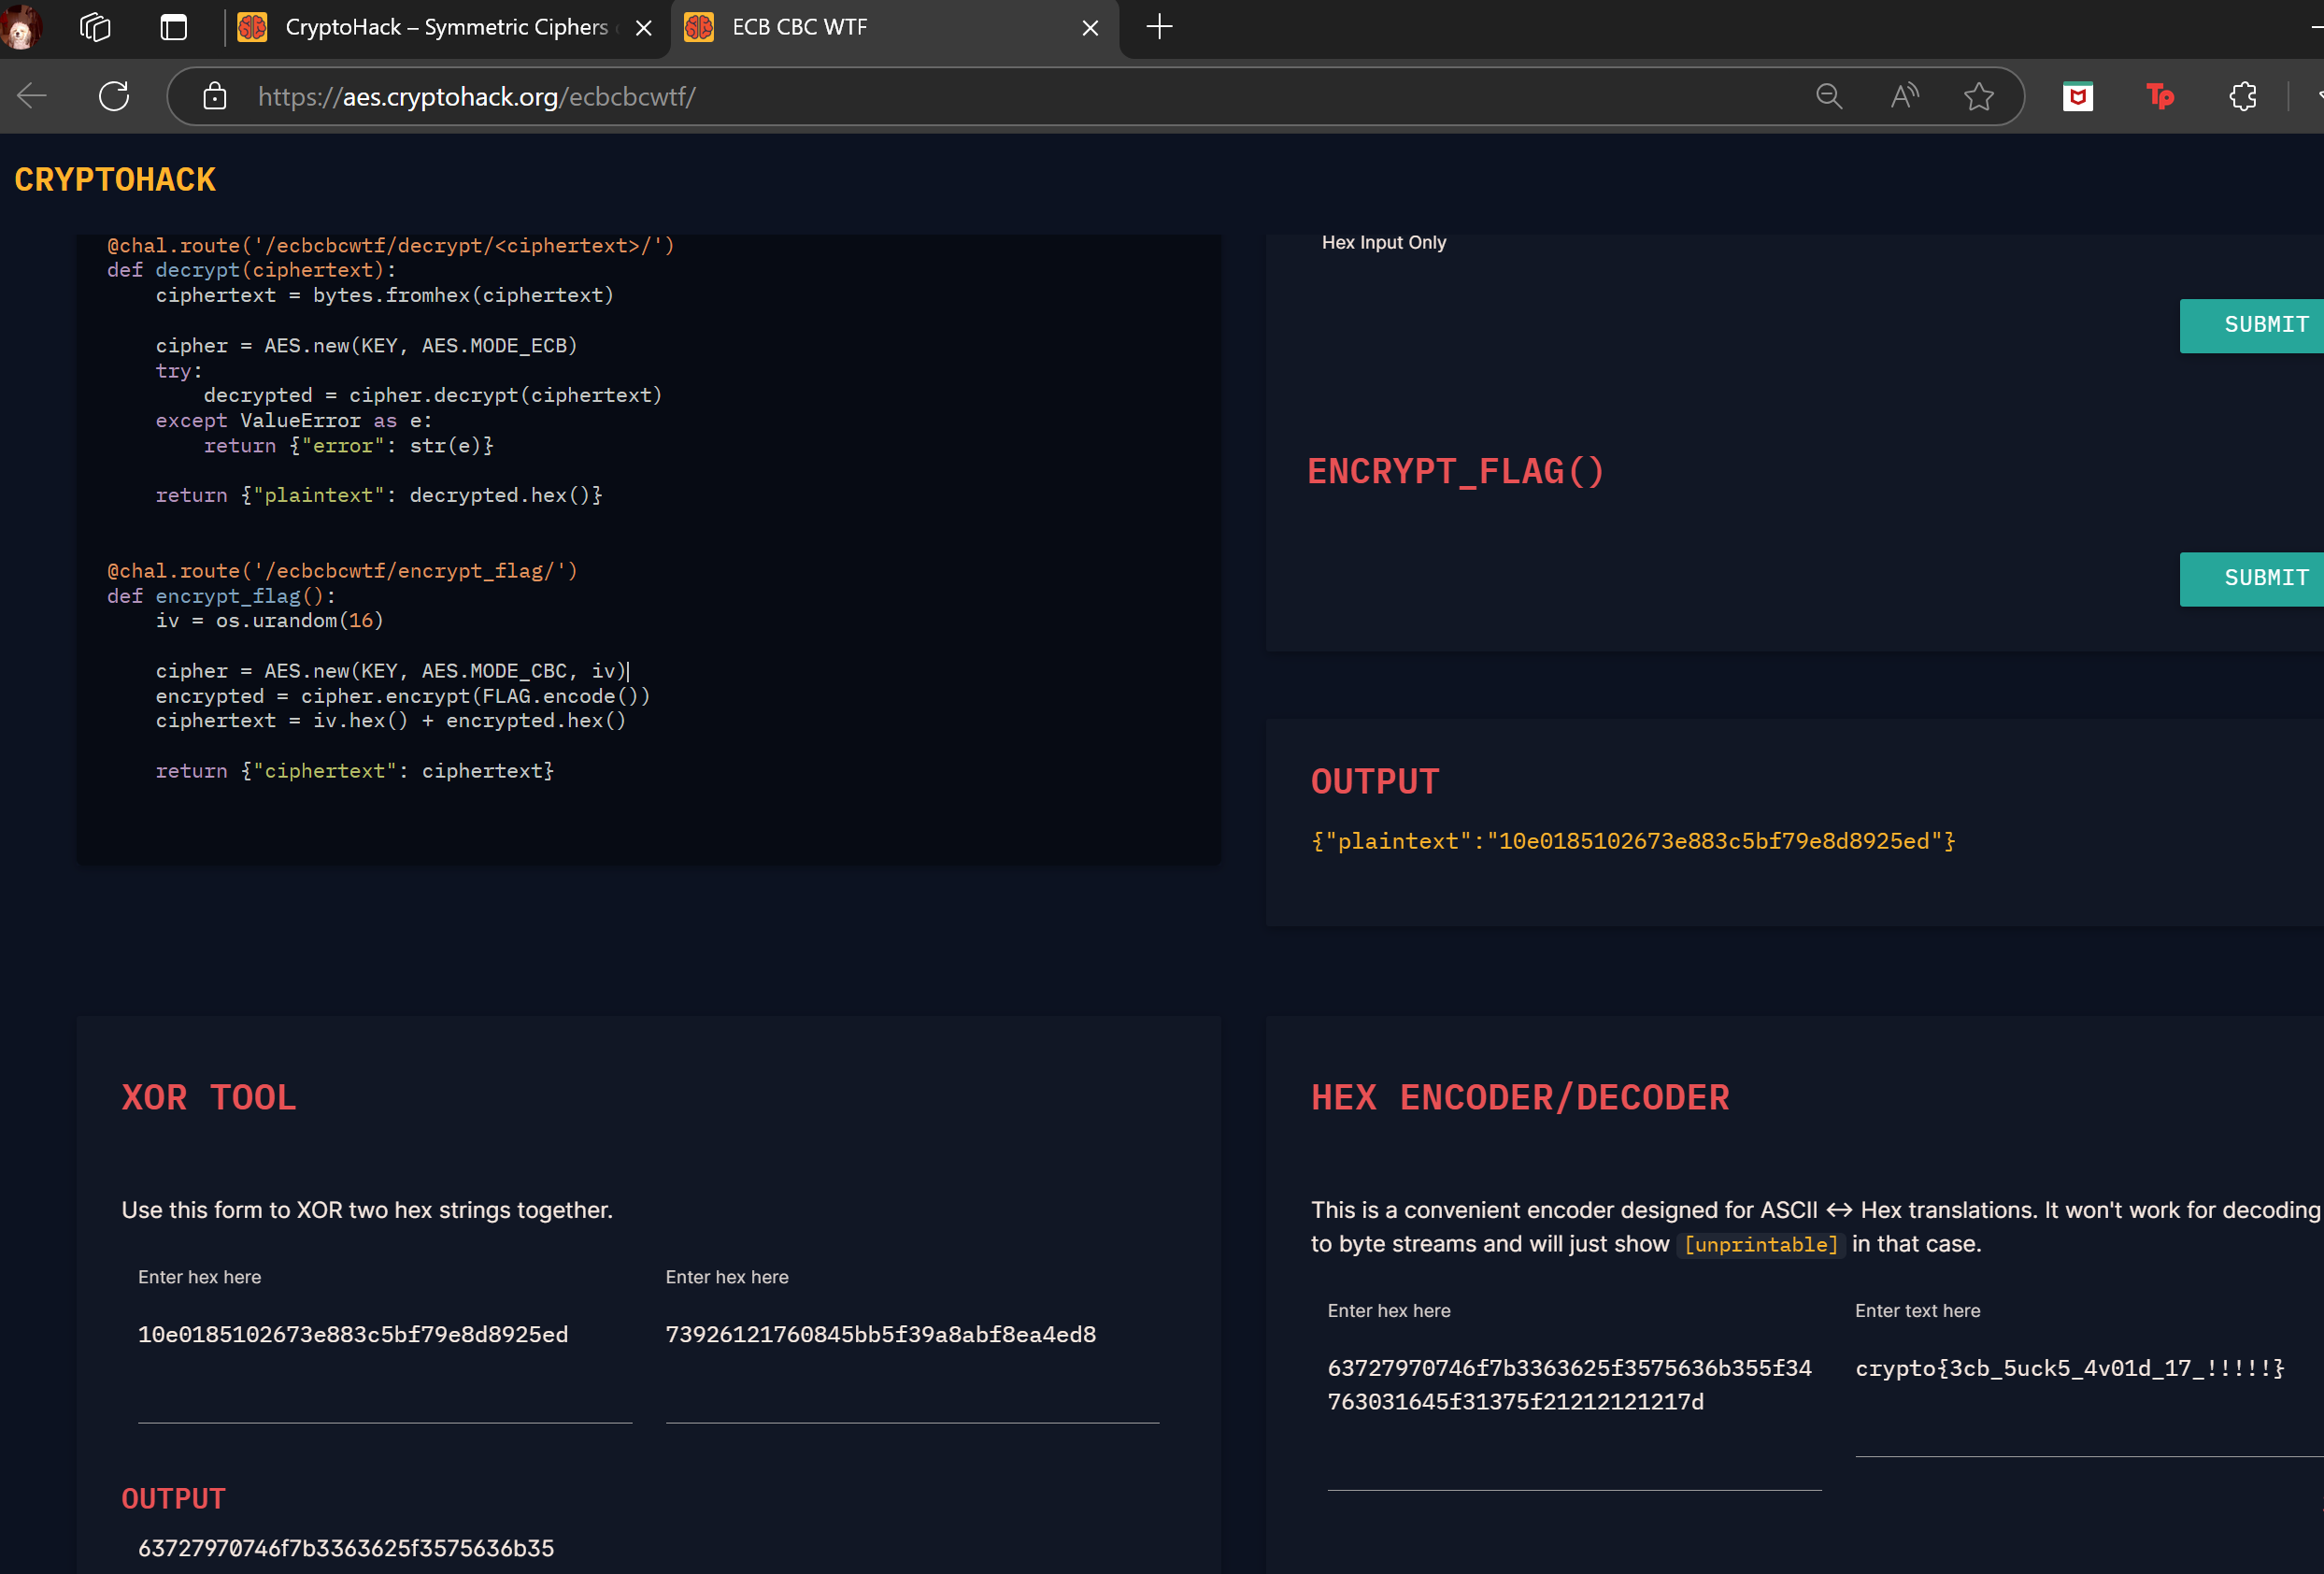 CryptoHack – Symmetric Ciphers
ECB CBC WTF
https://aes.cryptohack.org/ecbcbcwtf/
CRYPTOHACK
@chal.route('/ecbcbcwtf/decrypt/<ciphertext>/')
def decrypt(ciphertext):
    ciphertext = bytes.fromhex(ciphertext)
    cipher = AES.new(KEY, AES.MODE_ECB)
    try:
        decrypted = cipher.decrypt(ciphertext)
    except ValueError as e:
        return {"error": str(e)}
    return {"plaintext": decrypted.hex()}
@chal.route('/ecbcbcwtf/encrypt_flag/')
def encrypt_flag():
    iv = os.urandom(16)
    cipher = AES.new(KEY, AES.MODE_CBC, iv)
    encrypted = cipher.encrypt(FLAG.encode())
    ciphertext = iv.hex() + encrypted.hex()
    return {"ciphertext": ciphertext}
Hex Input Only
SUBMIT
ENCRYPT_FLAG()
SUBMIT
OUTPUT
{"plaintext":"10e0185102673e883c5bf79e8d8925ed"}
XOR TOOL
Use this form to XOR two hex strings together.
Enter hex here
10e0185102673e883c5bf79e8d8925ed
Enter hex here
73926121760845bb5f39a8abf8ea4ed8
OUTPUT
63727970746f7b3363625f3575636b35
HEX ENCODER/DECODER
This is a convenient encoder designed for ASCII ↔ Hex translations. It won't work for decoding
to byte streams and will just show [unprintable] in that case.
Enter hex here
63727970746f7b3363625f3575636b355f34
763031645f31375f21212121217d
Enter text here
crypto{3cb_5uck5_4v01d_17_!!!!!}